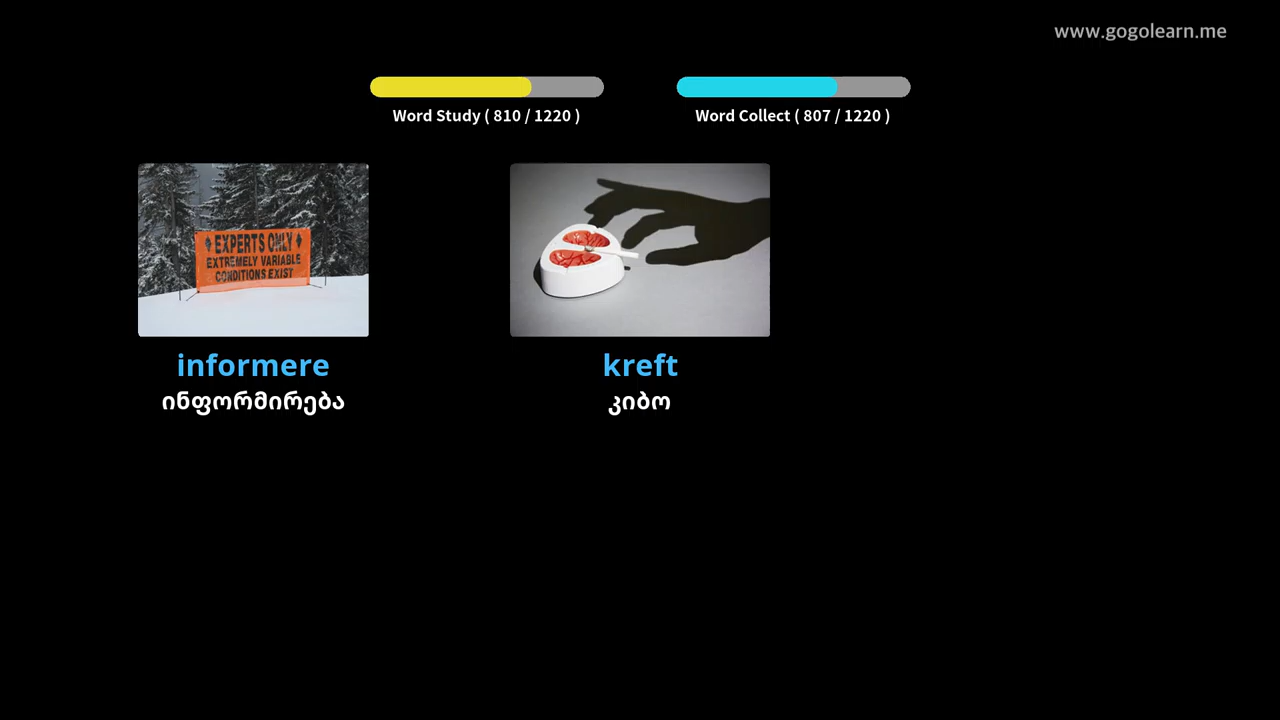 www.gogolearn.me
Word Study ( 810 / 1220 )
Word Collect ( 807 / 1220 )
EXPERTS ONLY
EXTREMELY VARIABLE
CONDITIONS EXIST
informere
ინფორმირება
kreft
კიბო